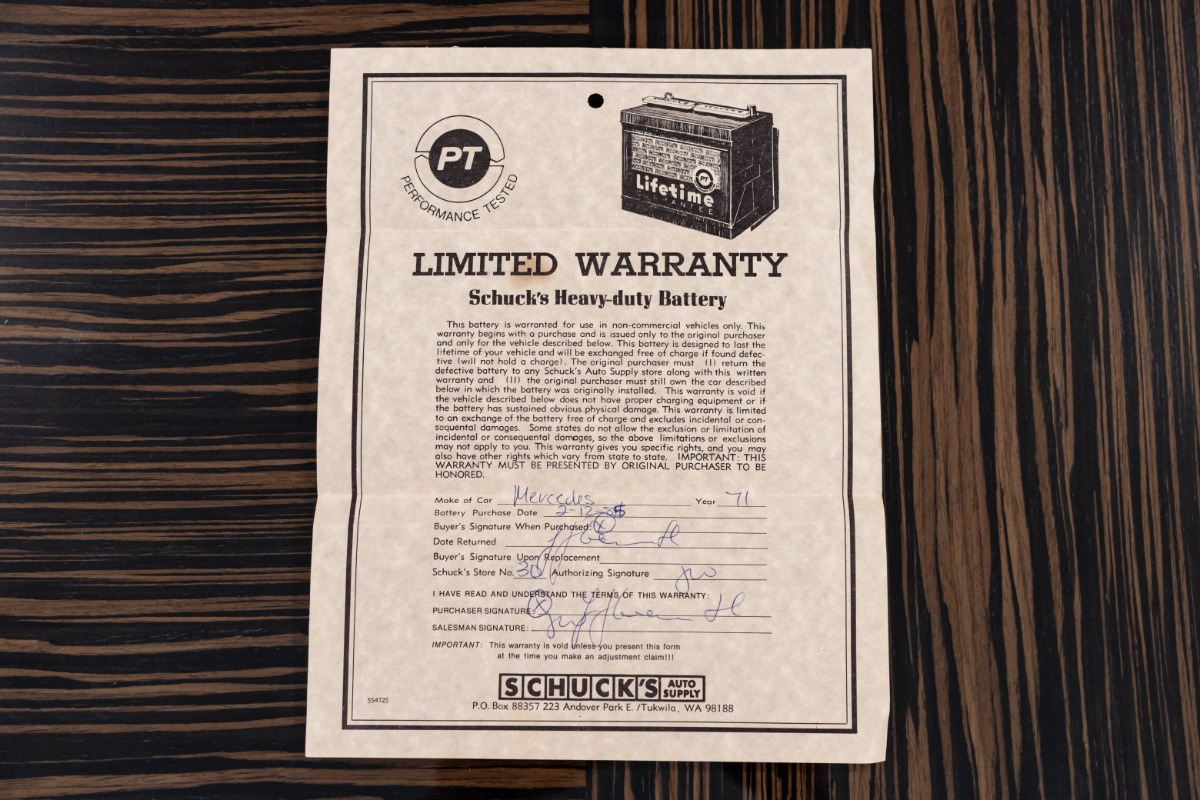 PT
PERFORMANCE TESTED
PT
Lifetime
LIMITED WARRANTY
Schuck's Heavy-duty Battery
This battery is warranted for use in non-commercial vehicles only. This
warranty begins with a purchase and is issued only to the original purchaser
and only for the vehicle described below. This battery is designed to last the
lifetime of your vehicle and will be exchanged free of charge if found defec-
tive (will not hold a charge). The original purchaser must (I) return the
defective battery to any Schuck's Auto Supply store along with this written
warranty and (II) the original purchaser must still own the car described
below in which the battery was originally installed. This warranty is void if
the vehicle described below does not have proper charging equipment or if
the battery has sustained obvious physical damage. This warranty is limited
to an exchange of the battery free of charge and excludes incidental or con-
sequential damages. Some states do not allow the exclusion or limitation of
incidental or consequential damages, so the above limitations or exclusions
may not apply to you. This warranty gives you specific rights, and you may
also have other rights which vary from state to state. IMPORTANT: THIS
WARRANTY MUST BE PRESENTED BY ORIGINAL PURCHASER TO BE
HONORED.
Make of Car Mercedes Year 71
Battery Purchase Date 2-12-
Buyer's Signature When Purchased: X
Date Returned
Buyer's Signature Upon Replacement
Schuck's Store No. 30 Authorizing Signature
I HAVE READ AND UNDERSTAND THE TERMS OF THIS WARRANTY:
PURCHASER SIGNATURE: X
SALESMAN SIGNATURE:
IMPORTANT: This warranty is void unless you present this form
at the time you make an adjustment claim!!!
SCHUCK'S AUTO SUPPLY
554725
P.O. Box 88357 223 Andover Park E. /Tukwila, WA 98188